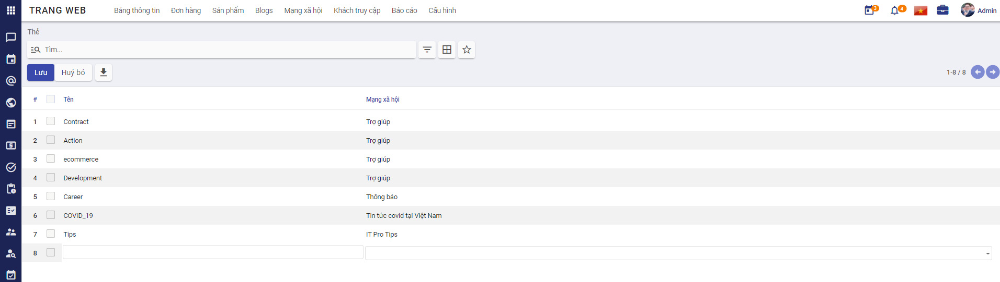 TRANG WEB Bảng thông tin Đơn hàng Sản phẩm Blogs Mạng xã hội Khách truy cập Báo cáo Cấu hình 3 4 Admin
Thẻ
Tìm...
Lưu Huỷ bỏ 1-8 / 8
# Tên Mạng xã hội
1 Contract Trợ giúp
2 Action Trợ giúp
3 ecommerce Trợ giúp
4 Development Trợ giúp
5 Career Thông báo
6 COVID_19 Tin tức covid tại Việt Nam
7 Tips IT Pro Tips
8